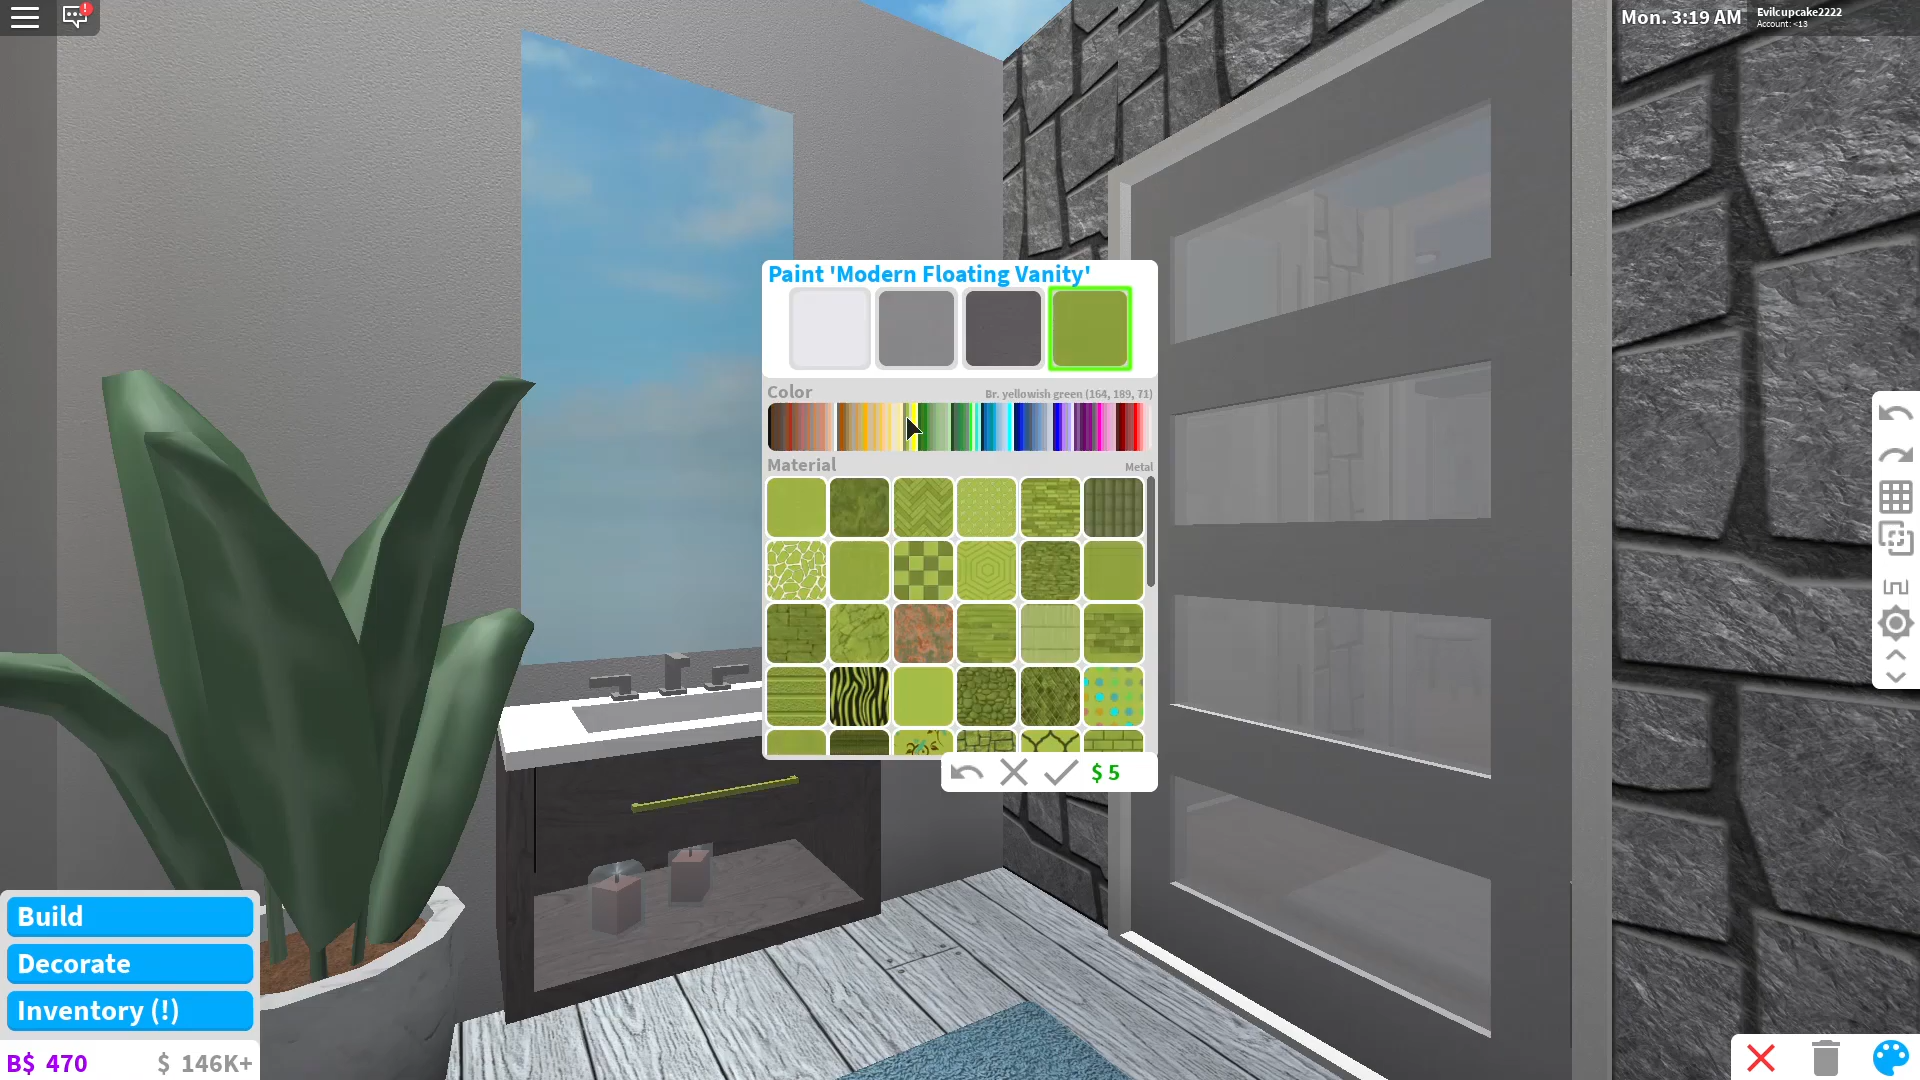 Mon. 3:19 AM
Evilcupcake2222
Account: <13
Paint 'Modern Floating Vanity'
Color
Br. yellowish green (164, 189, 71)
Material
Metal
$ 5
Build
Decorate
Inventory (!)
B$ 470
$ 146K+